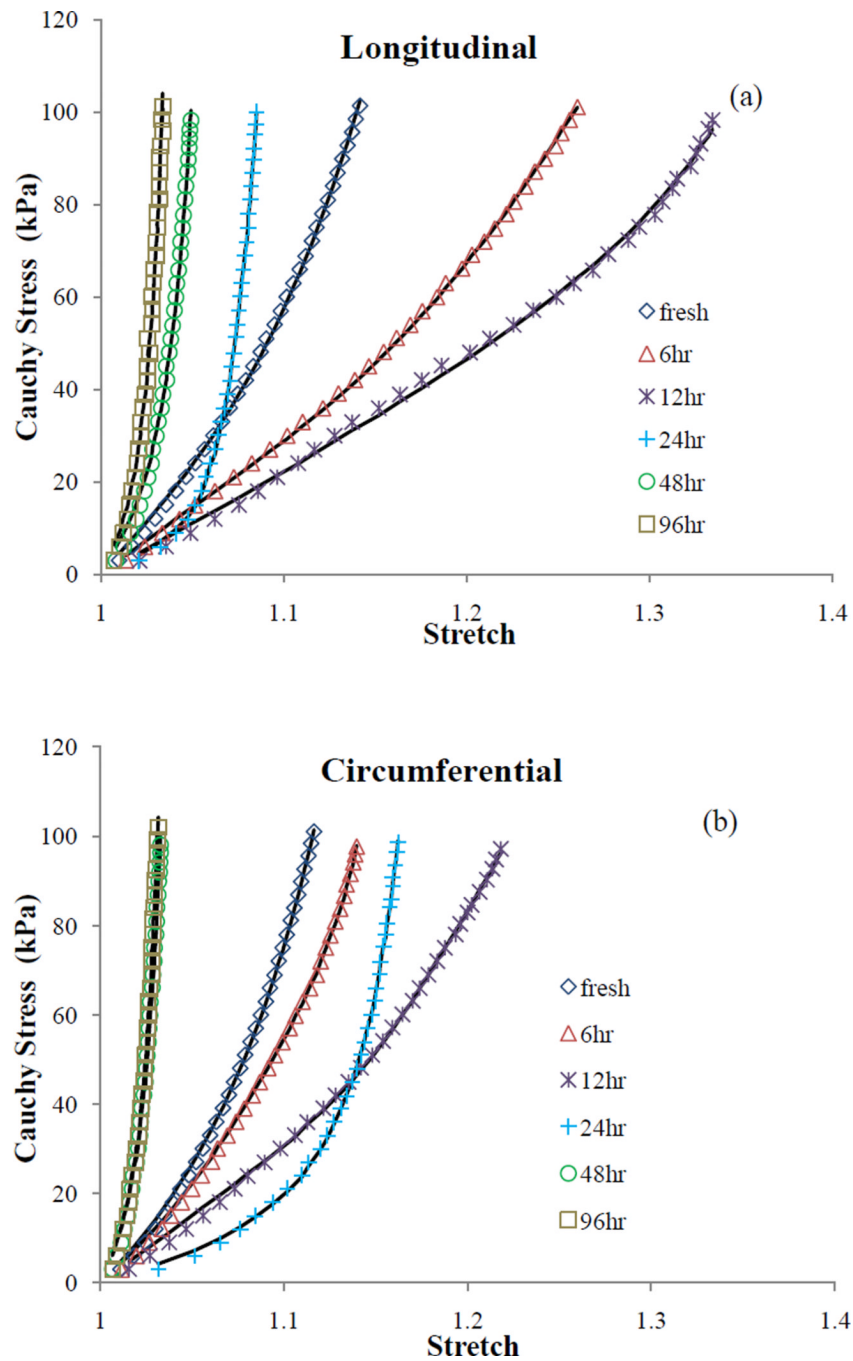 120
Longitudinal
(a)
100
80
60
40
20
0
Cauchy Stress (kPa)
fresh
6hr
12hr
24hr
48hr
96hr
1 1.1 1.2 1.3 1.4
Stretch
120
Circumferential
(b)
100
80
60
40
20
0
Cauchy Stress (kPa)
fresh
6hr
12hr
24hr
48hr
96hr
1 1.1 1.2 1.3 1.4
Stretch